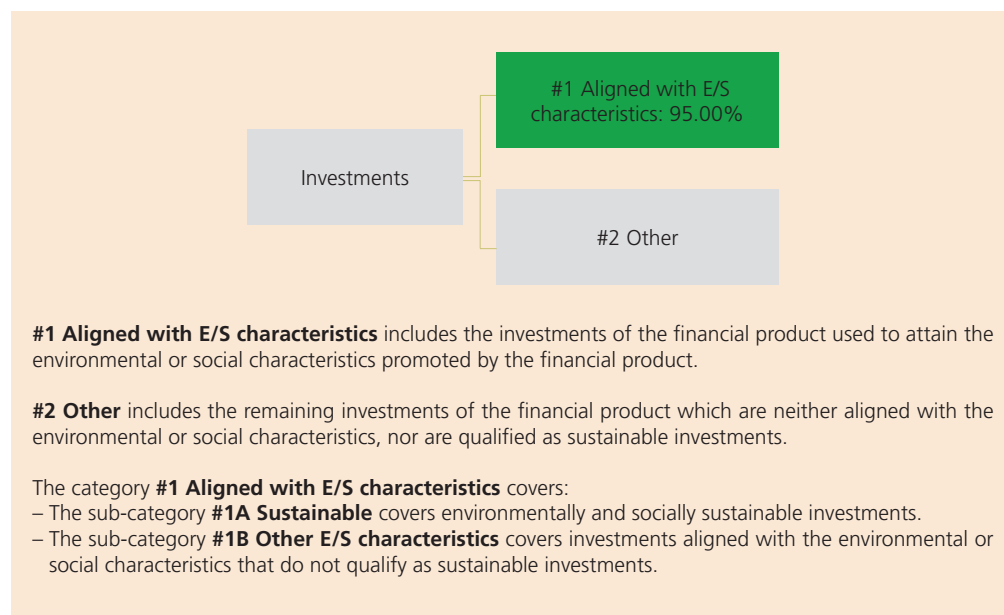 #1 Aligned with E/S
characteristics: 95.00%
Investments
#2 Other
#1 Aligned with E/S characteristics includes the investments of the financial product used to attain the
environmental or social characteristics promoted by the financial product.
#2 Other includes the remaining investments of the financial product which are neither aligned with the
environmental or social characteristics, nor are qualified as sustainable investments.
The category #1 Aligned with E/S characteristics covers:
– The sub-category #1A Sustainable covers environmentally and socially sustainable investments.
– The sub-category #1B Other E/S characteristics covers investments aligned with the environmental or
social characteristics that do not qualify as sustainable investments.